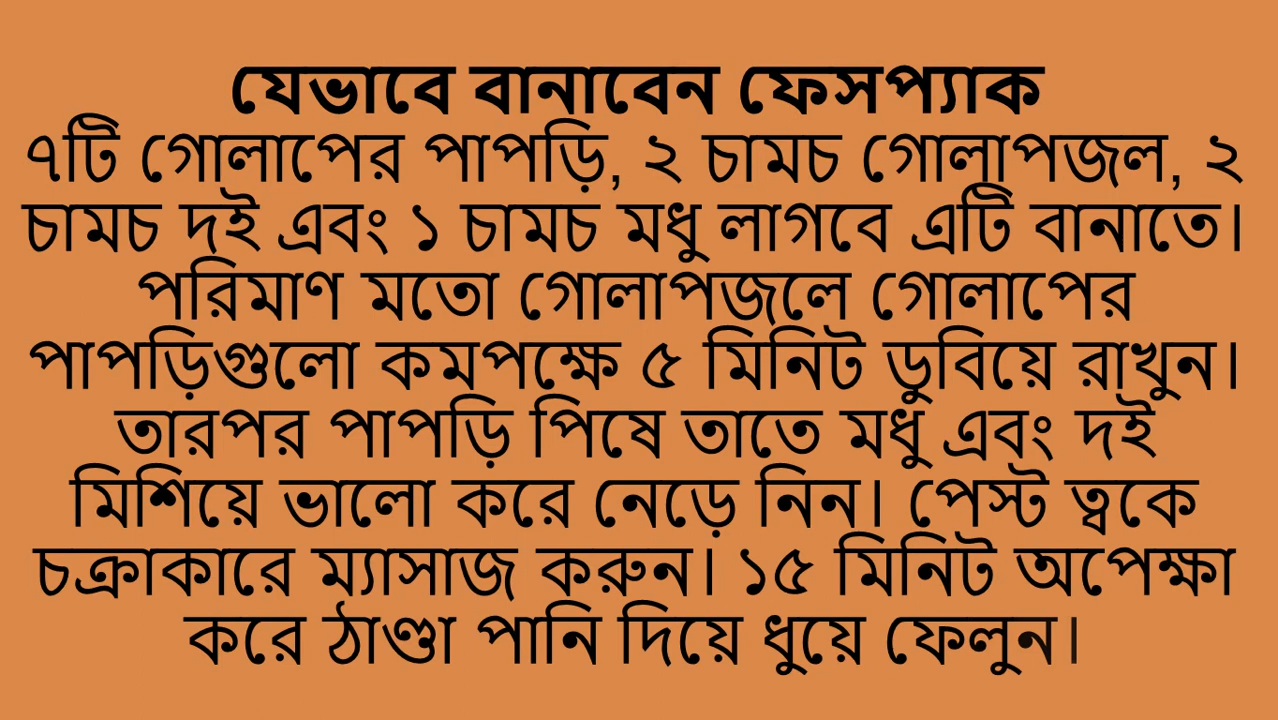 যেভাবে বানাবেন ফেসপ্যাক
৭টি গোলাপের পাপড়ি, ২ চামচ গোলাপজল, ২
চামচ দই এবং ১ চামচ মধু লাগবে এটি বানাতে।
পরিমাণ মতো গোলাপজলে গোলাপের
পাপড়িগুলো কমপক্ষে ৫ মিনিট ডুবিয়ে রাখুন।
তারপর পাপড়ি পিষে তাতে মধু এবং দই
মিশিয়ে ভালো করে নেড়ে নিন। পেস্ট ত্বকে
চক্রাকারে ম্যাসাজ করুন। ১৫ মিনিট অপেক্ষা
করে ঠাণ্ডা পানি দিয়ে ধুয়ে ফেলুন।